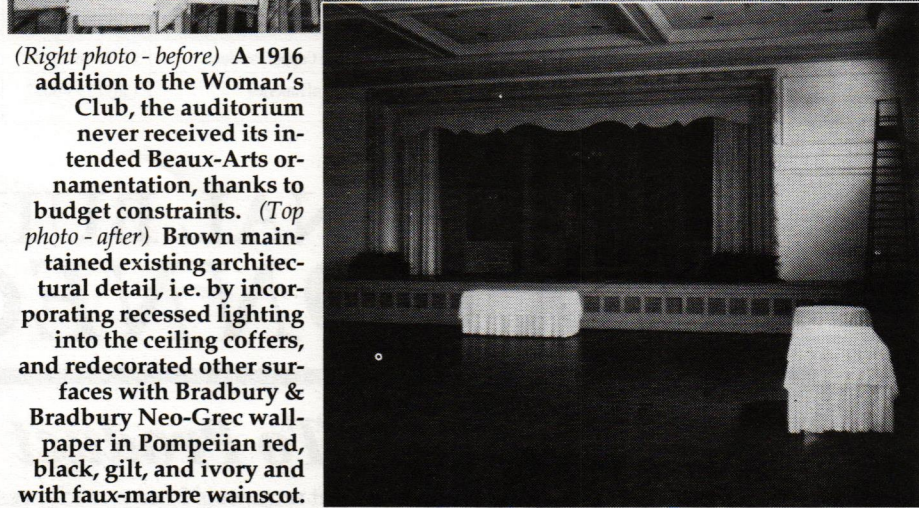 (Right photo - before) A 1916
addition to the Woman's
Club, the auditorium
never received its in-
tended Beaux-Arts or-
namentation, thanks to
budget constraints. (Top
photo - after) Brown main-
tained existing architec-
tural detail, i.e. by incor-
porating recessed lighting
into the ceiling coffers,
and redecorated other sur-
faces with Bradbury &
Bradbury Neo-Grec wall-
paper in Pompeiian red,
black, gilt, and ivory and
with faux-marbre wainscot.